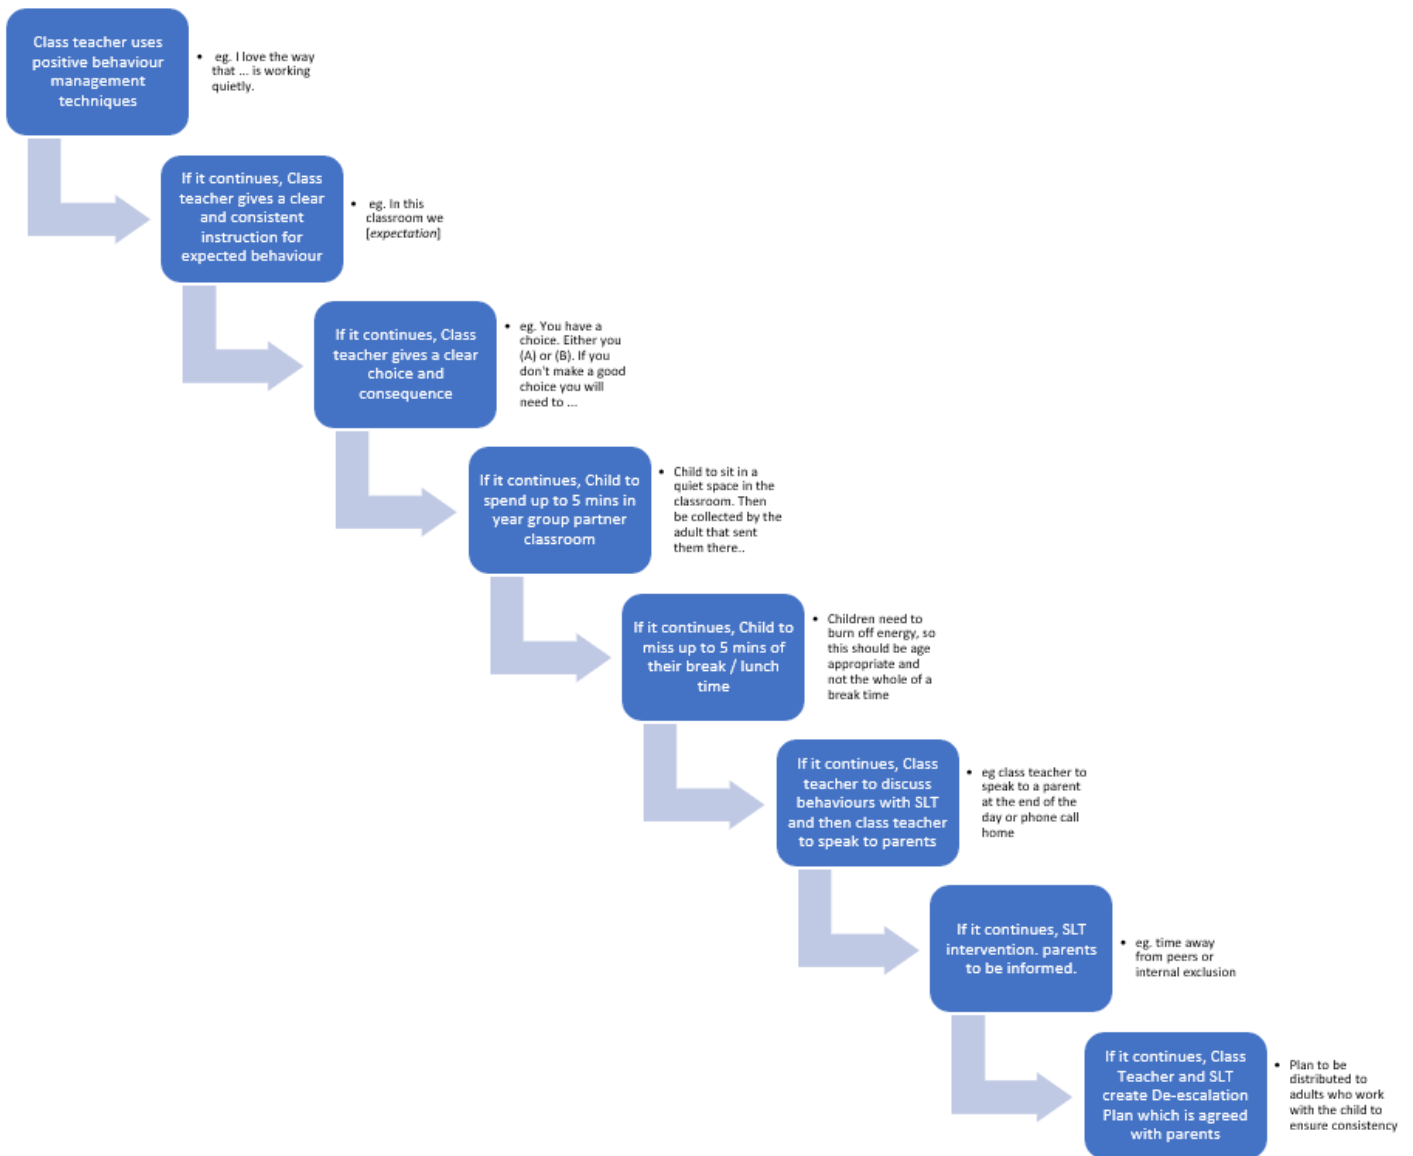 Class teacher uses
positive behaviour
management
techniques
• eg. I love the way
that ... is working
quietly.
If it continues, Class
teacher gives a clear
and consistent
instruction for
expected behaviour
• eg. In this
classroom we
[expectation]
If it continues, Class
teacher gives a clear
choice and
consequence
• eg. You have a
choice. Either you
(A) or (B). If you
don't make a good
choice you will
need to ...
If it continues, Child to
spend up to 5 mins in
year group partner
classroom
• Child to sit in a
quiet space in the
classroom. Then
be collected by the
adult that sent
them there..
If it continues, Child to
miss up to 5 mins of
their break / lunch
time
• Children need to
burn off energy, so
this should be age
appropriate and
not the whole of a
break time
If it continues, Class
teacher to discuss
behaviours with SLT
and then class teacher
to speak to parents
• eg class teacher to
speak to a parent
at the end of the
day or phone call
home
If it continues, SLT
intervention. parents
to be informed.
• eg. time away
from peers or
internal exclusion
If it continues, Class
Teacher and SLT
create De-escalation
Plan which is agreed
with parents
• Plan to be
distributed to
adults who work
with the child to
ensure consistency